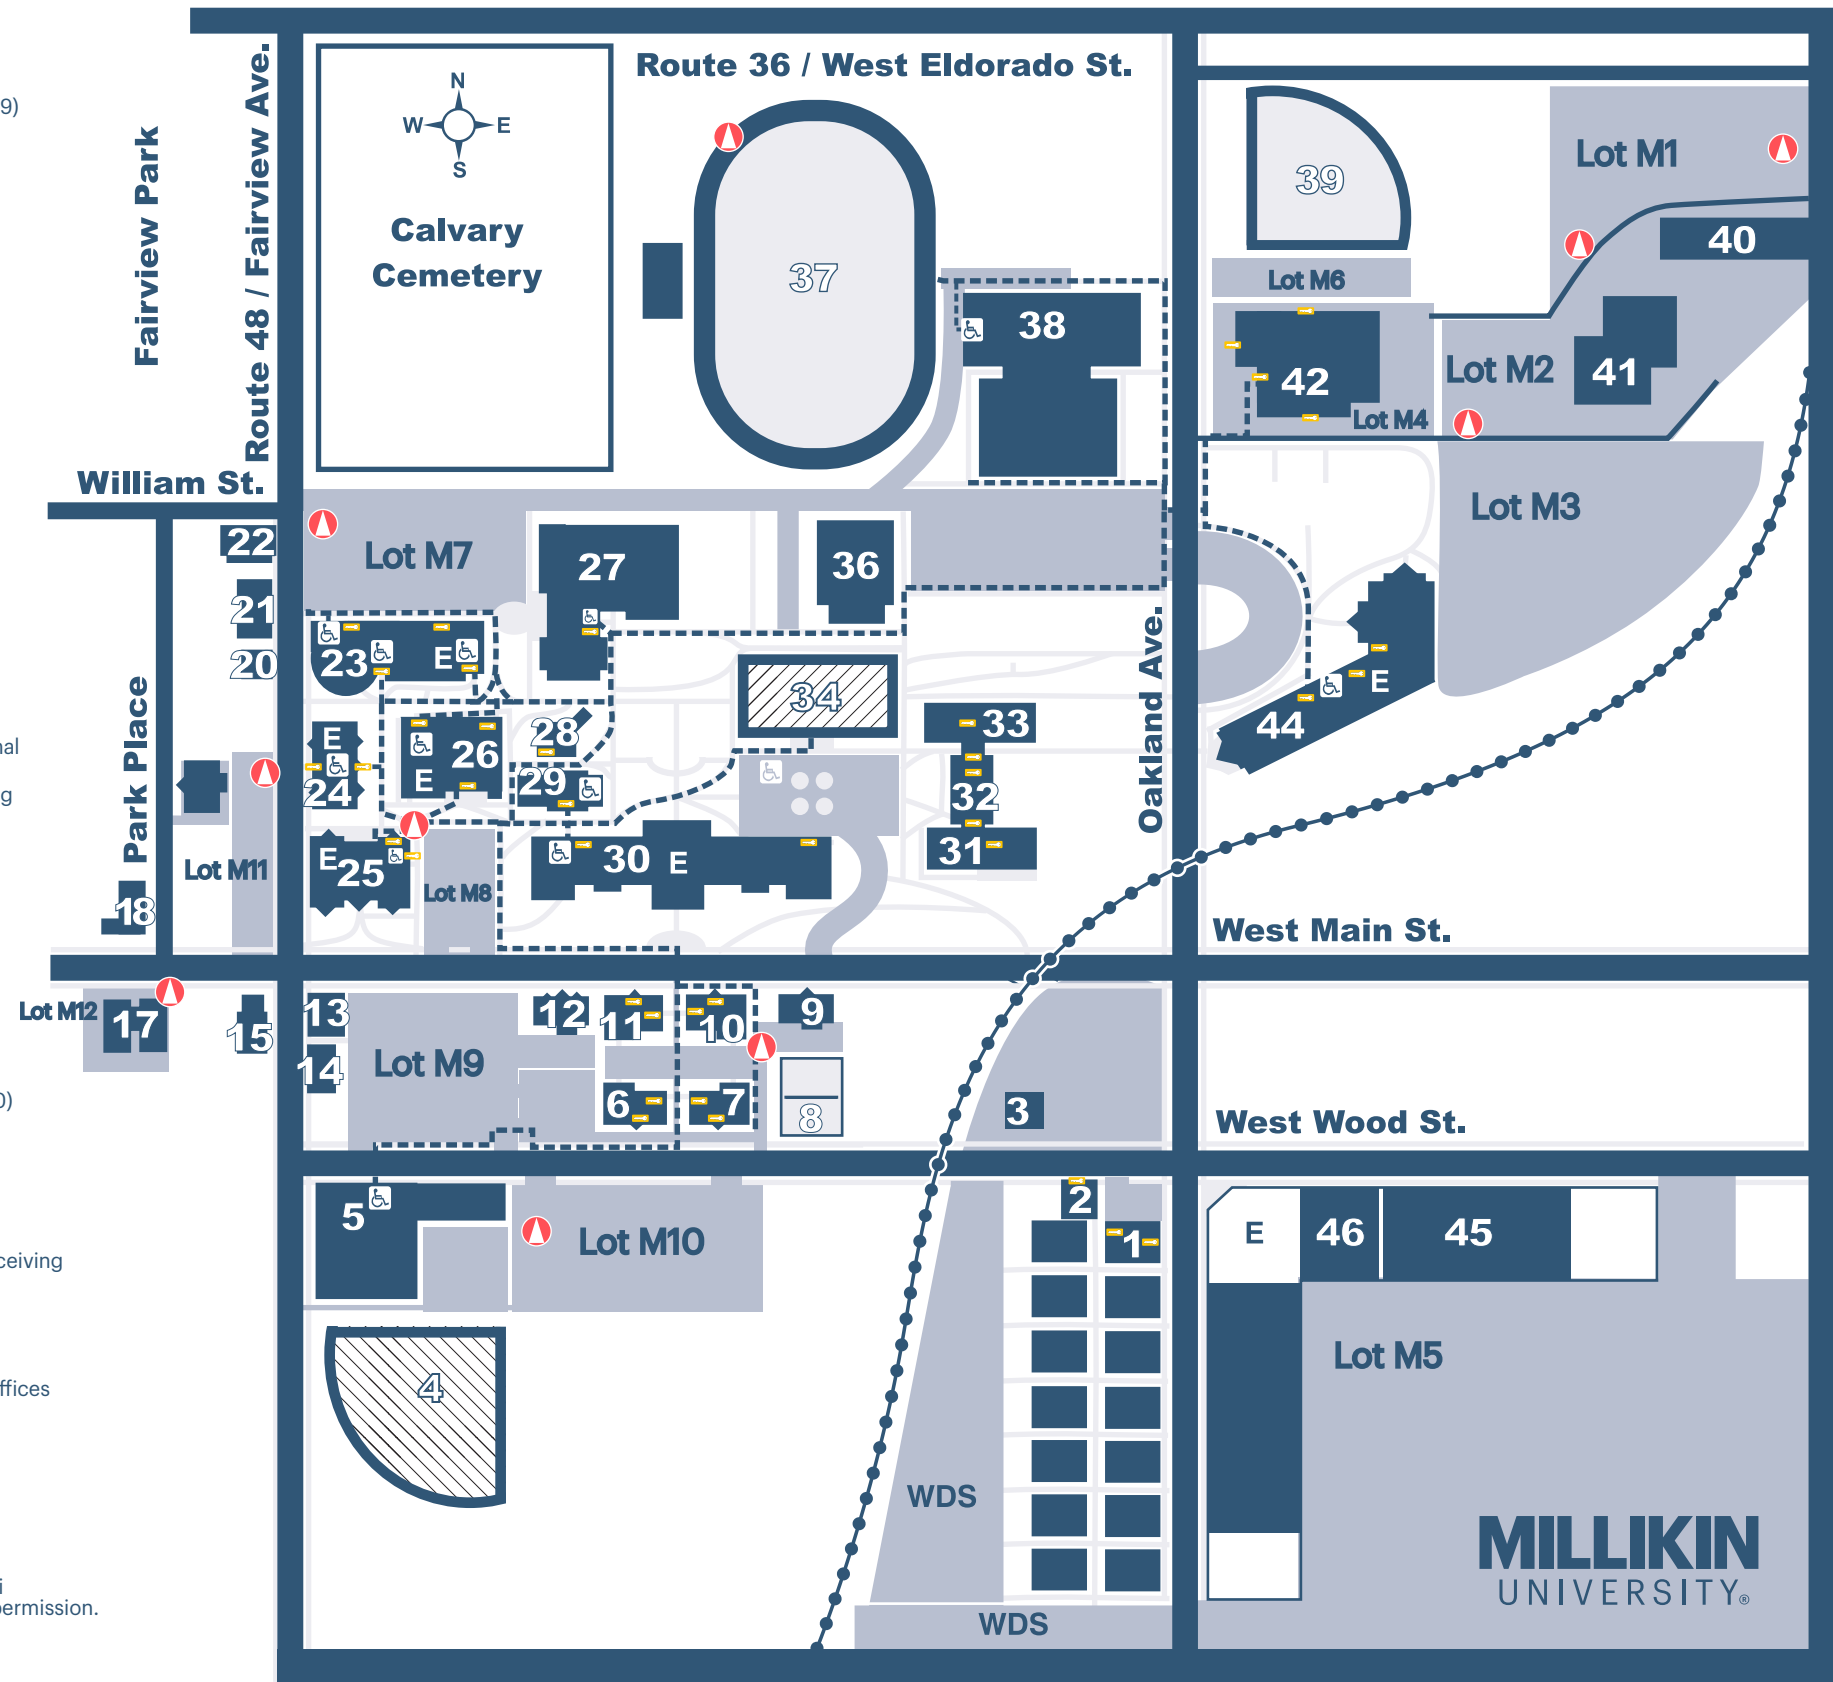 Route 36 / West Eldorado St.
Route 48 / Fairview Ave.
Fairview Park
N
W E
S
Calvary
Cemetery
9)
37
39
Lot M1
40
Lot M6
38
42
Lot M2
41
Lot M4
William St.
Lot M3
22
Lot M7
27
36
21
20
23
E
Oakland Ave.
34
E
44
Park Place
E
24
26
E
28
29
33
32
31
nal
ng
Lot M11
E
25
Lot M8
30 E
18
West Main St.
Lot M12
17
15
13
14
Lot M9
12
11
10
9
6
7
8
3
0)
West Wood St.
5
Lot M10
2
1
E
46
45
ceiving
Lot M5
4
ffices
WDS
MILLIKIN
UNIVERSITY®
i
permission.
WDS